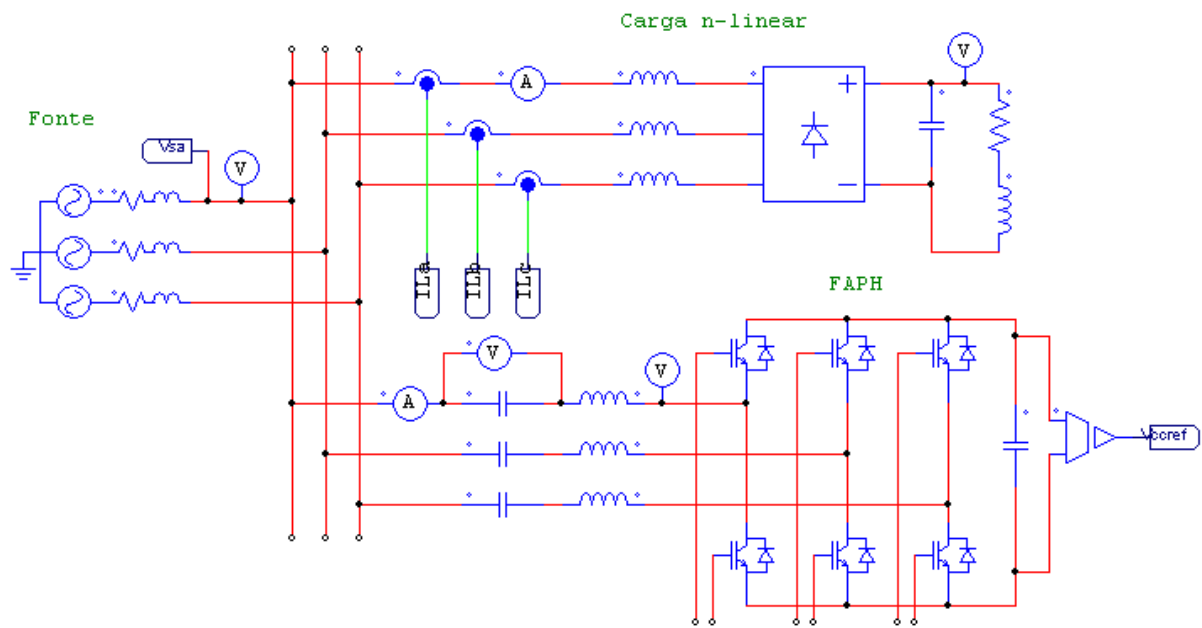 Carga n-linear
V
A
Fonte
Vsa
V
ILa
ILb
ILc
FAPH
V
V
A
Vccref